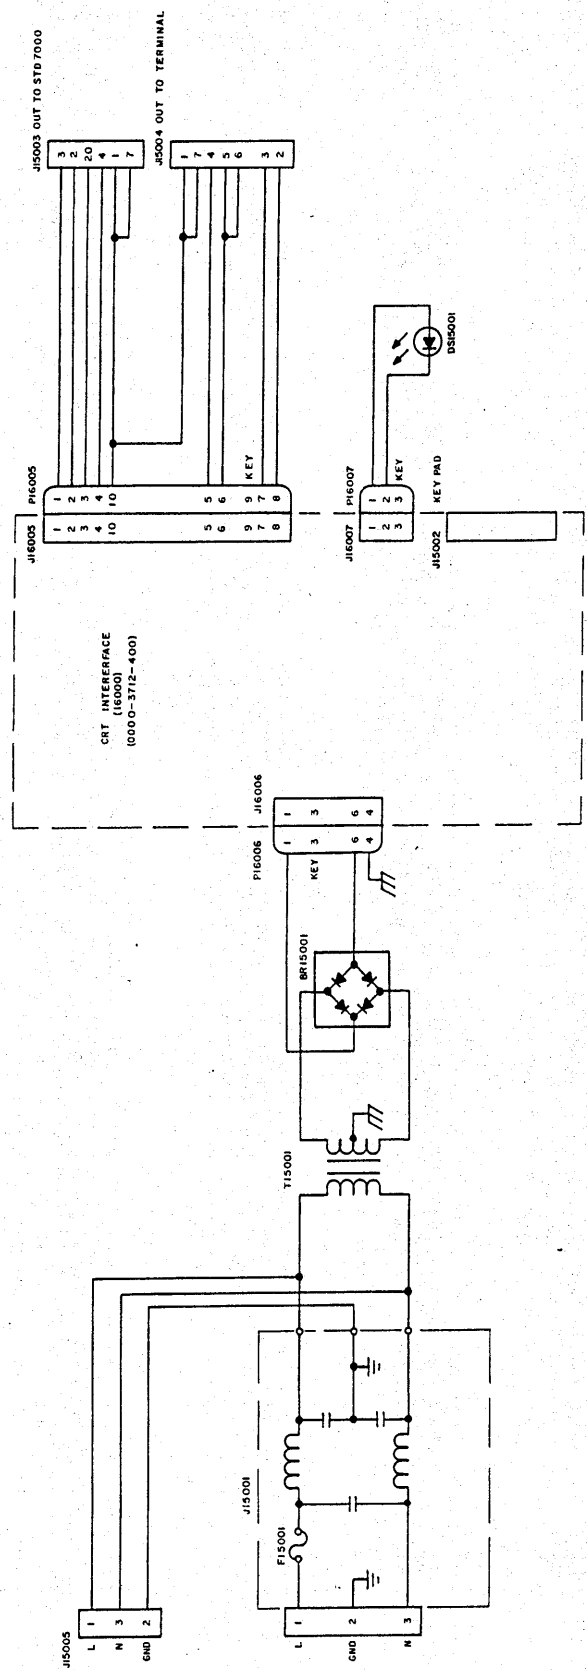 J15003 OUT TO STD7000
3
2
20
4
1
7
J15004 OUT TO TERMINAL
1
7
4
5
6
3
2
J16005
P16005
1 1
2 2
3 3
4 4
10 10
5 5
6 6
9 9 KEY
7 7
8 8
DS15001
J16007
P16007
1 1
2 2
3 3 KEY
J15002
KEY PAD
CRT INTERERFACE
(16000)
(0000-3712-400)
P16006
J16006
1 1
KEY 3 3
6 6
4 4
BR15001
T15001
J15005
L 1
N 3
GND 2
J15001
F15001
L 1
GND 2
N 3